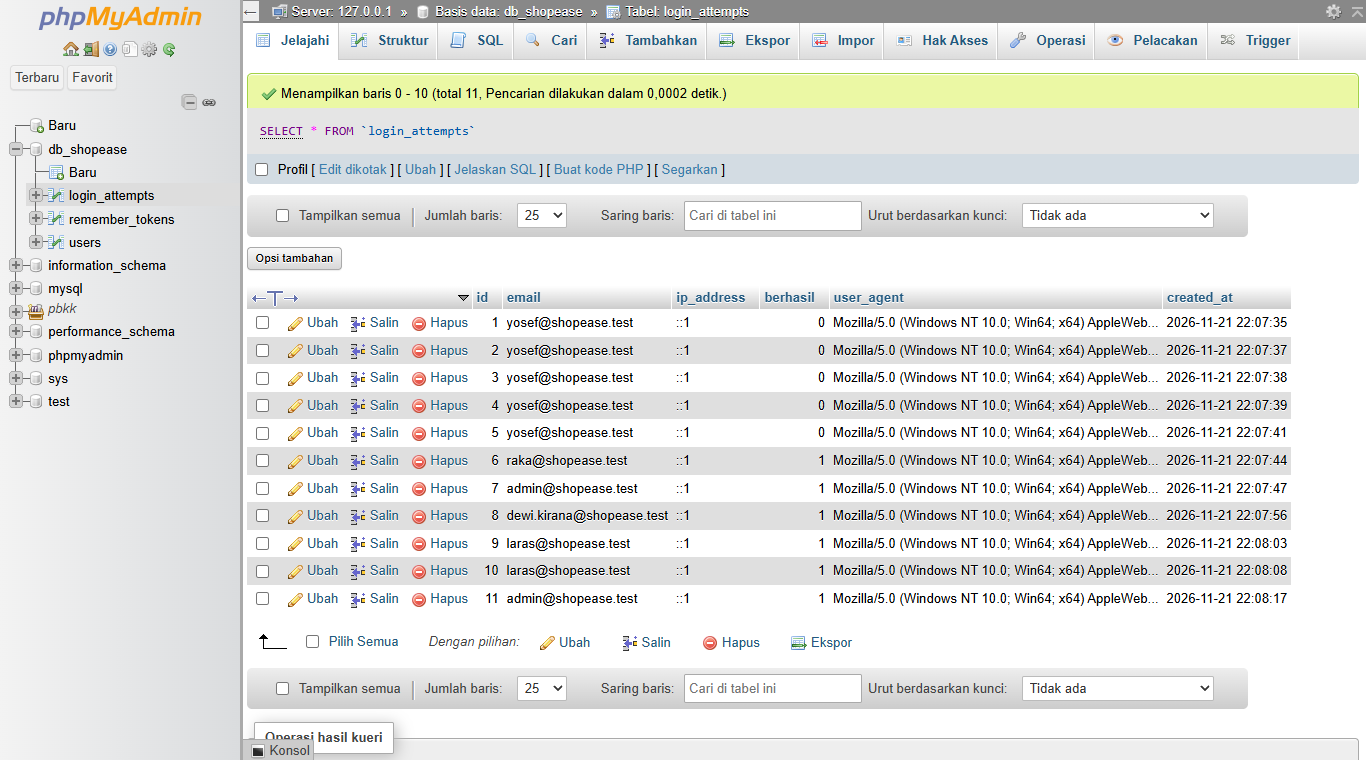 phpMyAdmin
Terbaru Favorit
Baru
db_shopease
Baru
login_attempts
remember_tokens
users
information_schema
mysql
pbkk
performance_schema
phpmyadmin
sys
test
Server: 127.0.0.1 » Basis data: db_shopease » Tabel: login_attempts
Jelajahi Struktur SQL Cari Tambahkan Ekspor Impor Hak Akses Operasi Pelacakan Trigger
Menampilkan baris 0 - 10 (total 11, Pencarian dilakukan dalam 0,0002 detik.)
SELECT * FROM `login_attempts`
Profil [ Edit dikotak ] [ Ubah ] [ Jelaskan SQL ] [ Buat kode PHP ] [ Segarkan ]
Tampilkan semua Jumlah baris: 25 Saring baris: Cari di tabel ini Urut berdasarkan kunci: Tidak ada
Opsi tambahan
←T→ id email ip_address berhasil user_agent created_at
Ubah Salin Hapus 1 yosef@shopease.test ::1 0 Mozilla/5.0 (Windows NT 10.0; Win64; x64) AppleWeb... 2026-11-21 22:07:35
Ubah Salin Hapus 2 yosef@shopease.test ::1 0 Mozilla/5.0 (Windows NT 10.0; Win64; x64) AppleWeb... 2026-11-21 22:07:37
Ubah Salin Hapus 3 yosef@shopease.test ::1 0 Mozilla/5.0 (Windows NT 10.0; Win64; x64) AppleWeb... 2026-11-21 22:07:38
Ubah Salin Hapus 4 yosef@shopease.test ::1 0 Mozilla/5.0 (Windows NT 10.0; Win64; x64) AppleWeb... 2026-11-21 22:07:39
Ubah Salin Hapus 5 yosef@shopease.test ::1 0 Mozilla/5.0 (Windows NT 10.0; Win64; x64) AppleWeb... 2026-11-21 22:07:41
Ubah Salin Hapus 6 raka@shopease.test ::1 1 Mozilla/5.0 (Windows NT 10.0; Win64; x64) AppleWeb... 2026-11-21 22:07:44
Ubah Salin Hapus 7 admin@shopease.test ::1 1 Mozilla/5.0 (Windows NT 10.0; Win64; x64) AppleWeb... 2026-11-21 22:07:47
Ubah Salin Hapus 8 dewi.kirana@shopease.test ::1 1 Mozilla/5.0 (Windows NT 10.0; Win64; x64) AppleWeb... 2026-11-21 22:07:56
Ubah Salin Hapus 9 laras@shopease.test ::1 1 Mozilla/5.0 (Windows NT 10.0; Win64; x64) AppleWeb... 2026-11-21 22:08:03
Ubah Salin Hapus 10 laras@shopease.test ::1 1 Mozilla/5.0 (Windows NT 10.0; Win64; x64) AppleWeb... 2026-11-21 22:08:08
Ubah Salin Hapus 11 admin@shopease.test ::1 1 Mozilla/5.0 (Windows NT 10.0; Win64; x64) AppleWeb... 2026-11-21 22:08:17
Pilih Semua Dengan pilihan: Ubah Salin Hapus Ekspor
Tampilkan semua Jumlah baris: 25 Saring baris: Cari di tabel ini Urut berdasarkan kunci: Tidak ada
Operasi hasil kueri
Konsol